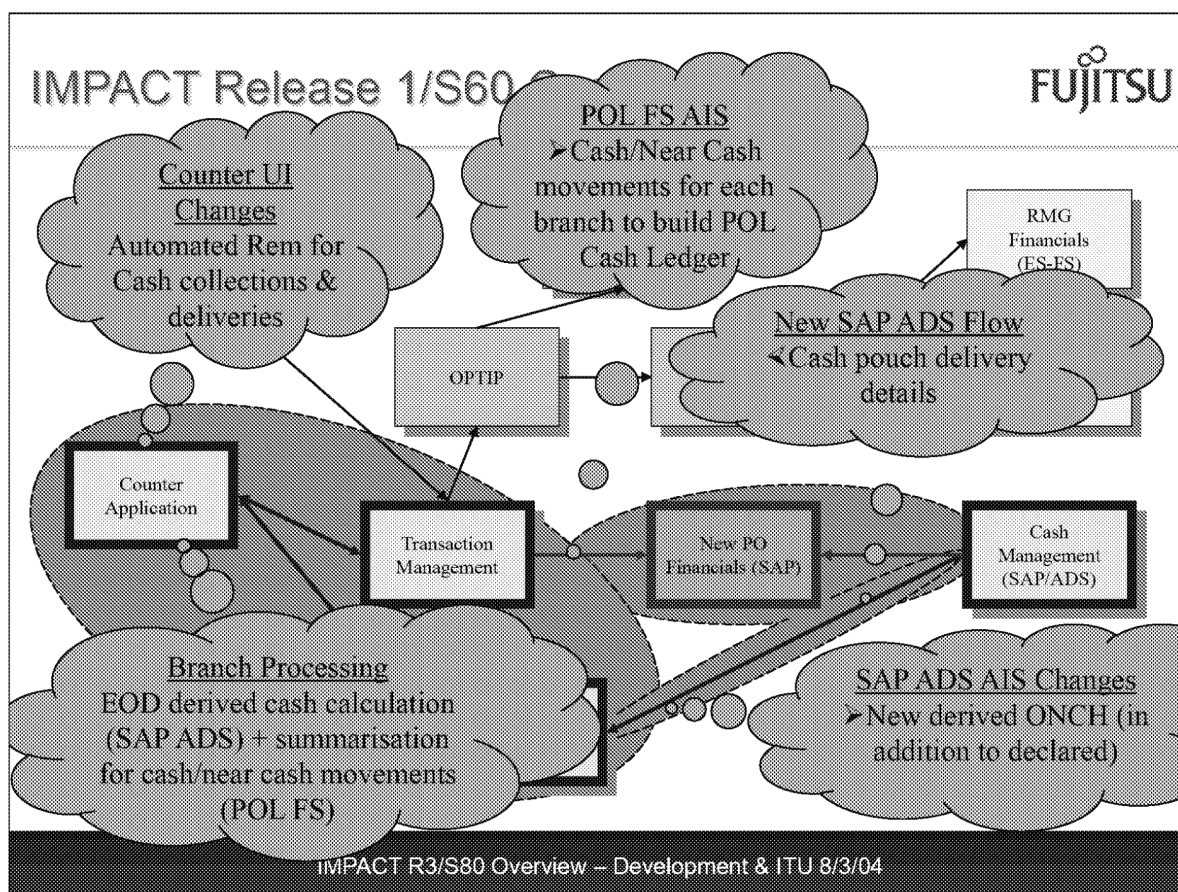 IMPACT Release 1/S60
FUJITSU
Counter UI
Changes
Automated Rem for
Cash collections &
deliveries
POL FS AIS
➢Cash/Near Cash
movements for each
branch to build POL
Cash Ledger
RMG
Financials
(ES-FS)
New SAP ADS Flow
Cash pouch delivery
details
OPTIP
Counter
Application
Transaction
Management
New PO
Financials (SAP)
Cash
Management
(SAP/ADS)
Branch Processing
EOD derived cash calculation
(SAP ADS) + summarisation
for cash/near cash movements
(POL FS)
SAP ADS AIS Changes
➢New derived ONCH (in
addition to declared)
IMPACT R3/S80 Overview – Development & ITU 8/3/04